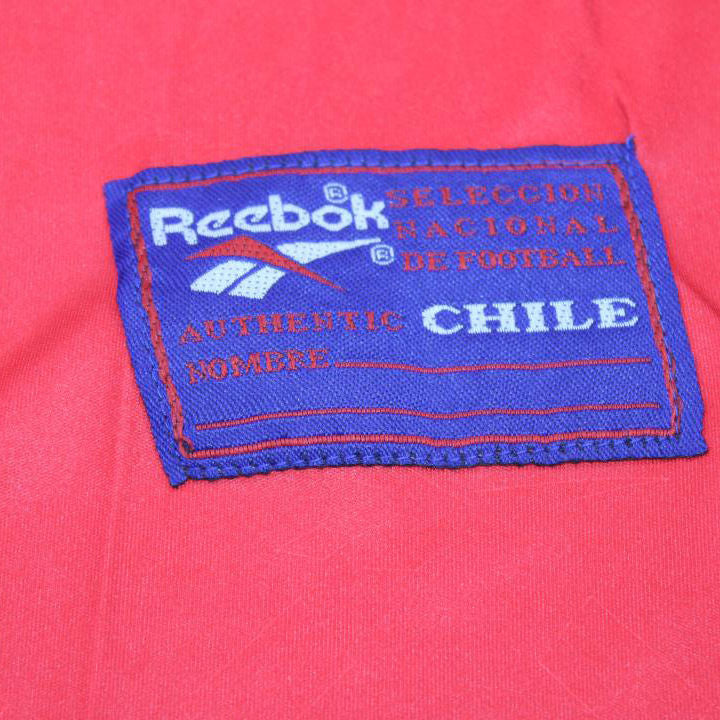 Reebok®
SELECCION
NACIONAL
DE FOOTBALL
®
AUTHENTIC CHILE
NOMBRE